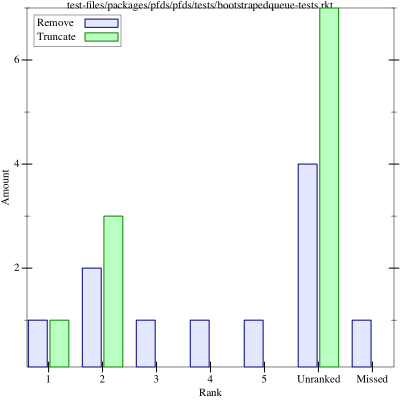 test-files/packages/pfds/pfds/tests/bootstrapedqueue-tests.rkt
Remove
Truncate
6
4
2
Amount
1 2 3 4 5 Unranked Missed
Rank